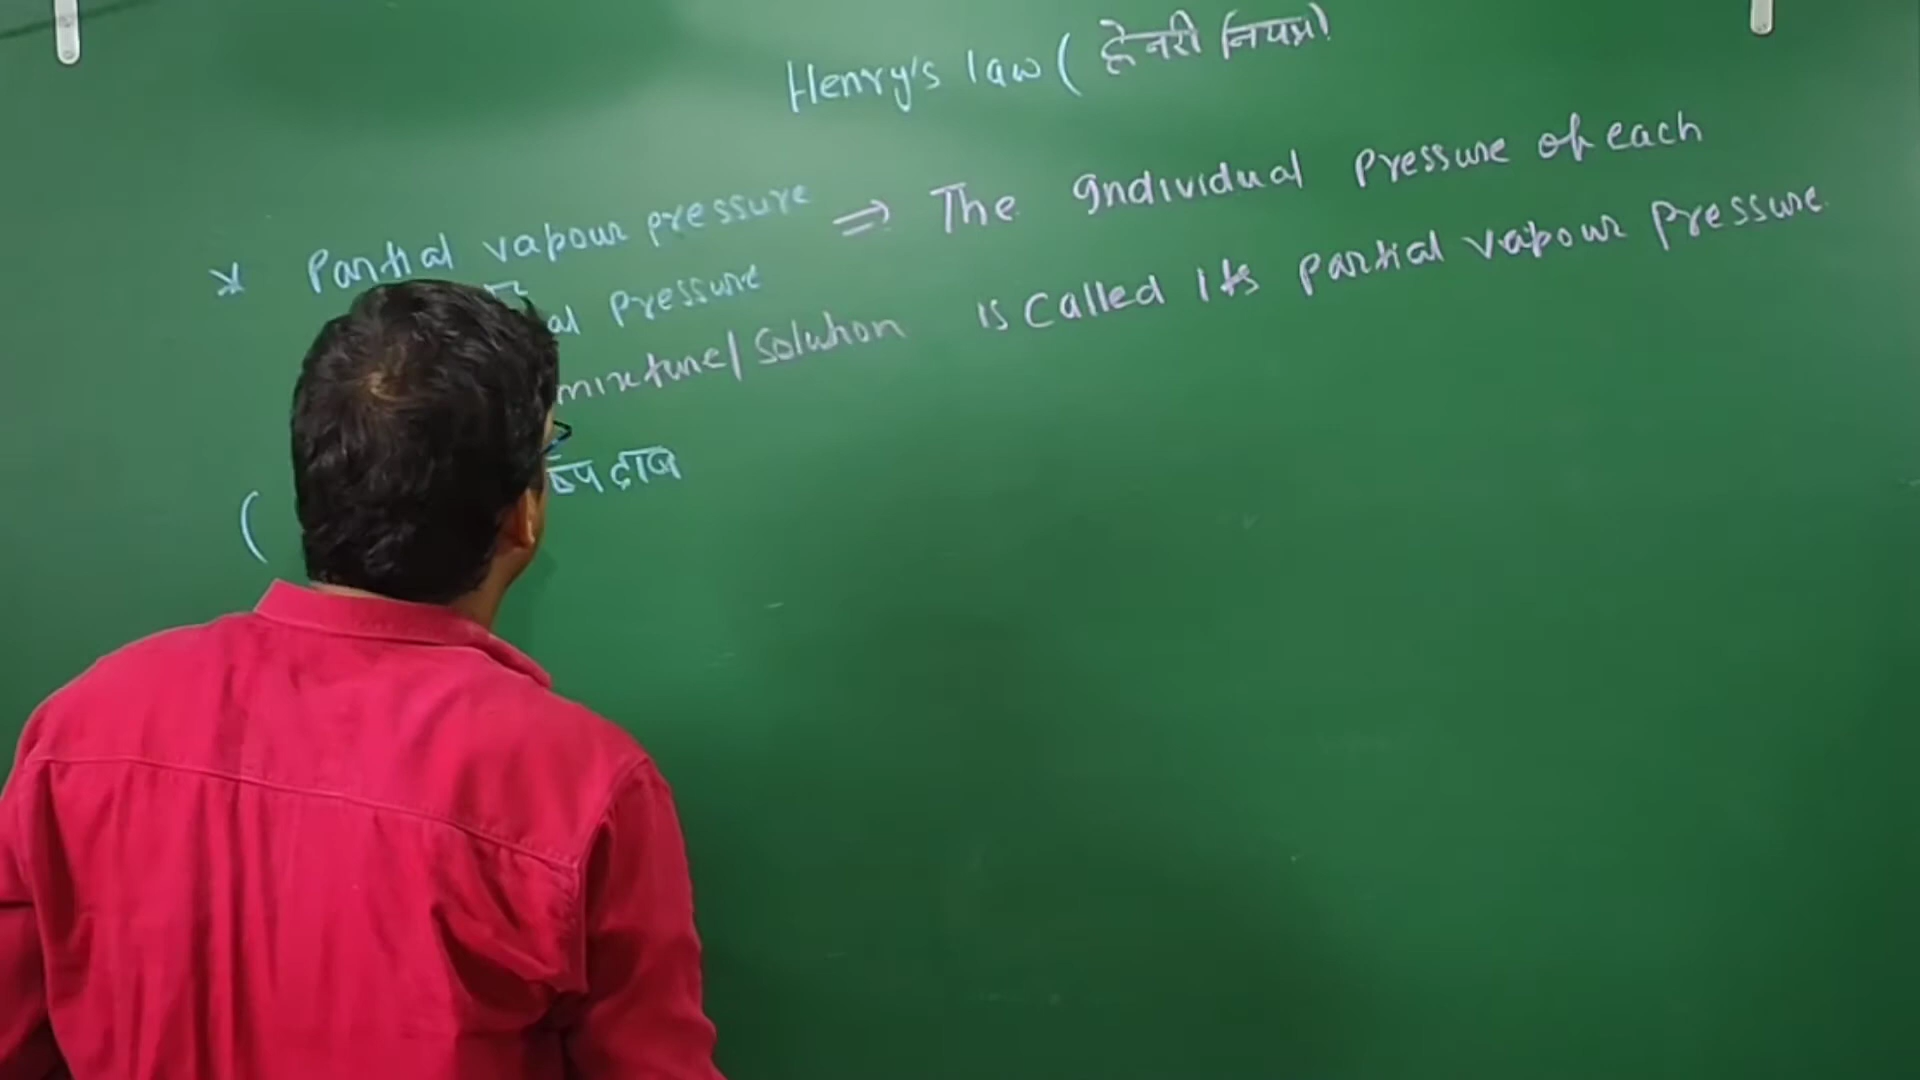 Henry's law ( हेनरी नियम)
* Partial vapour pressure ⇒ The Individual pressure of each
al pressure
mixture/solution is called its partial vapour pressure.
(